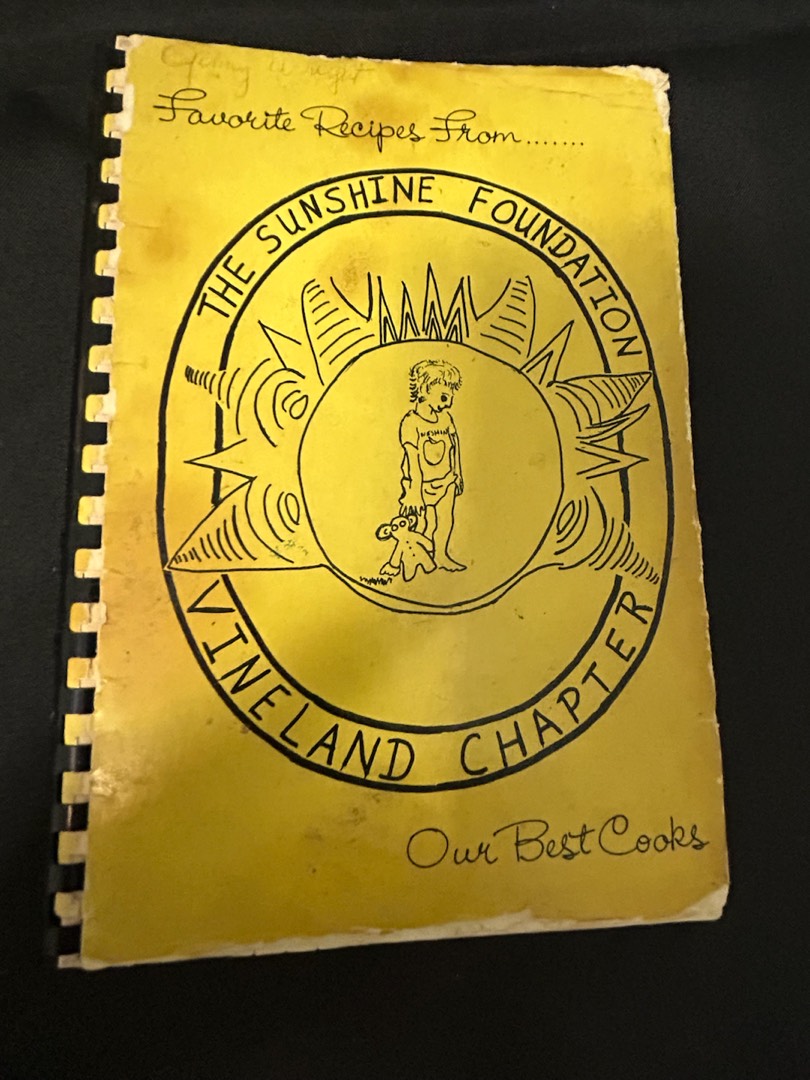 Favorite Recipes From.......
THE SUNSHINE FOUNDATION
VINELAND CHAPTER
Our Best Cooks